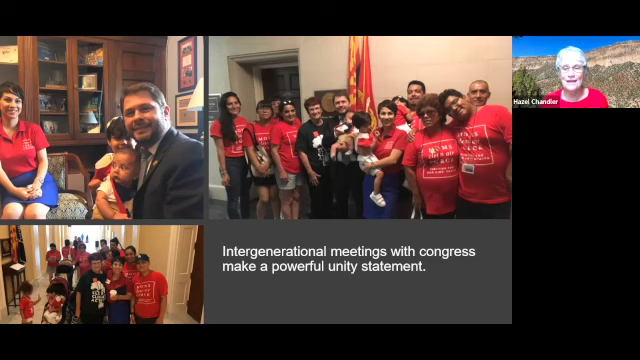 Hazel Chandler
Intergenerational meetings with congress
make a powerful unity statement.